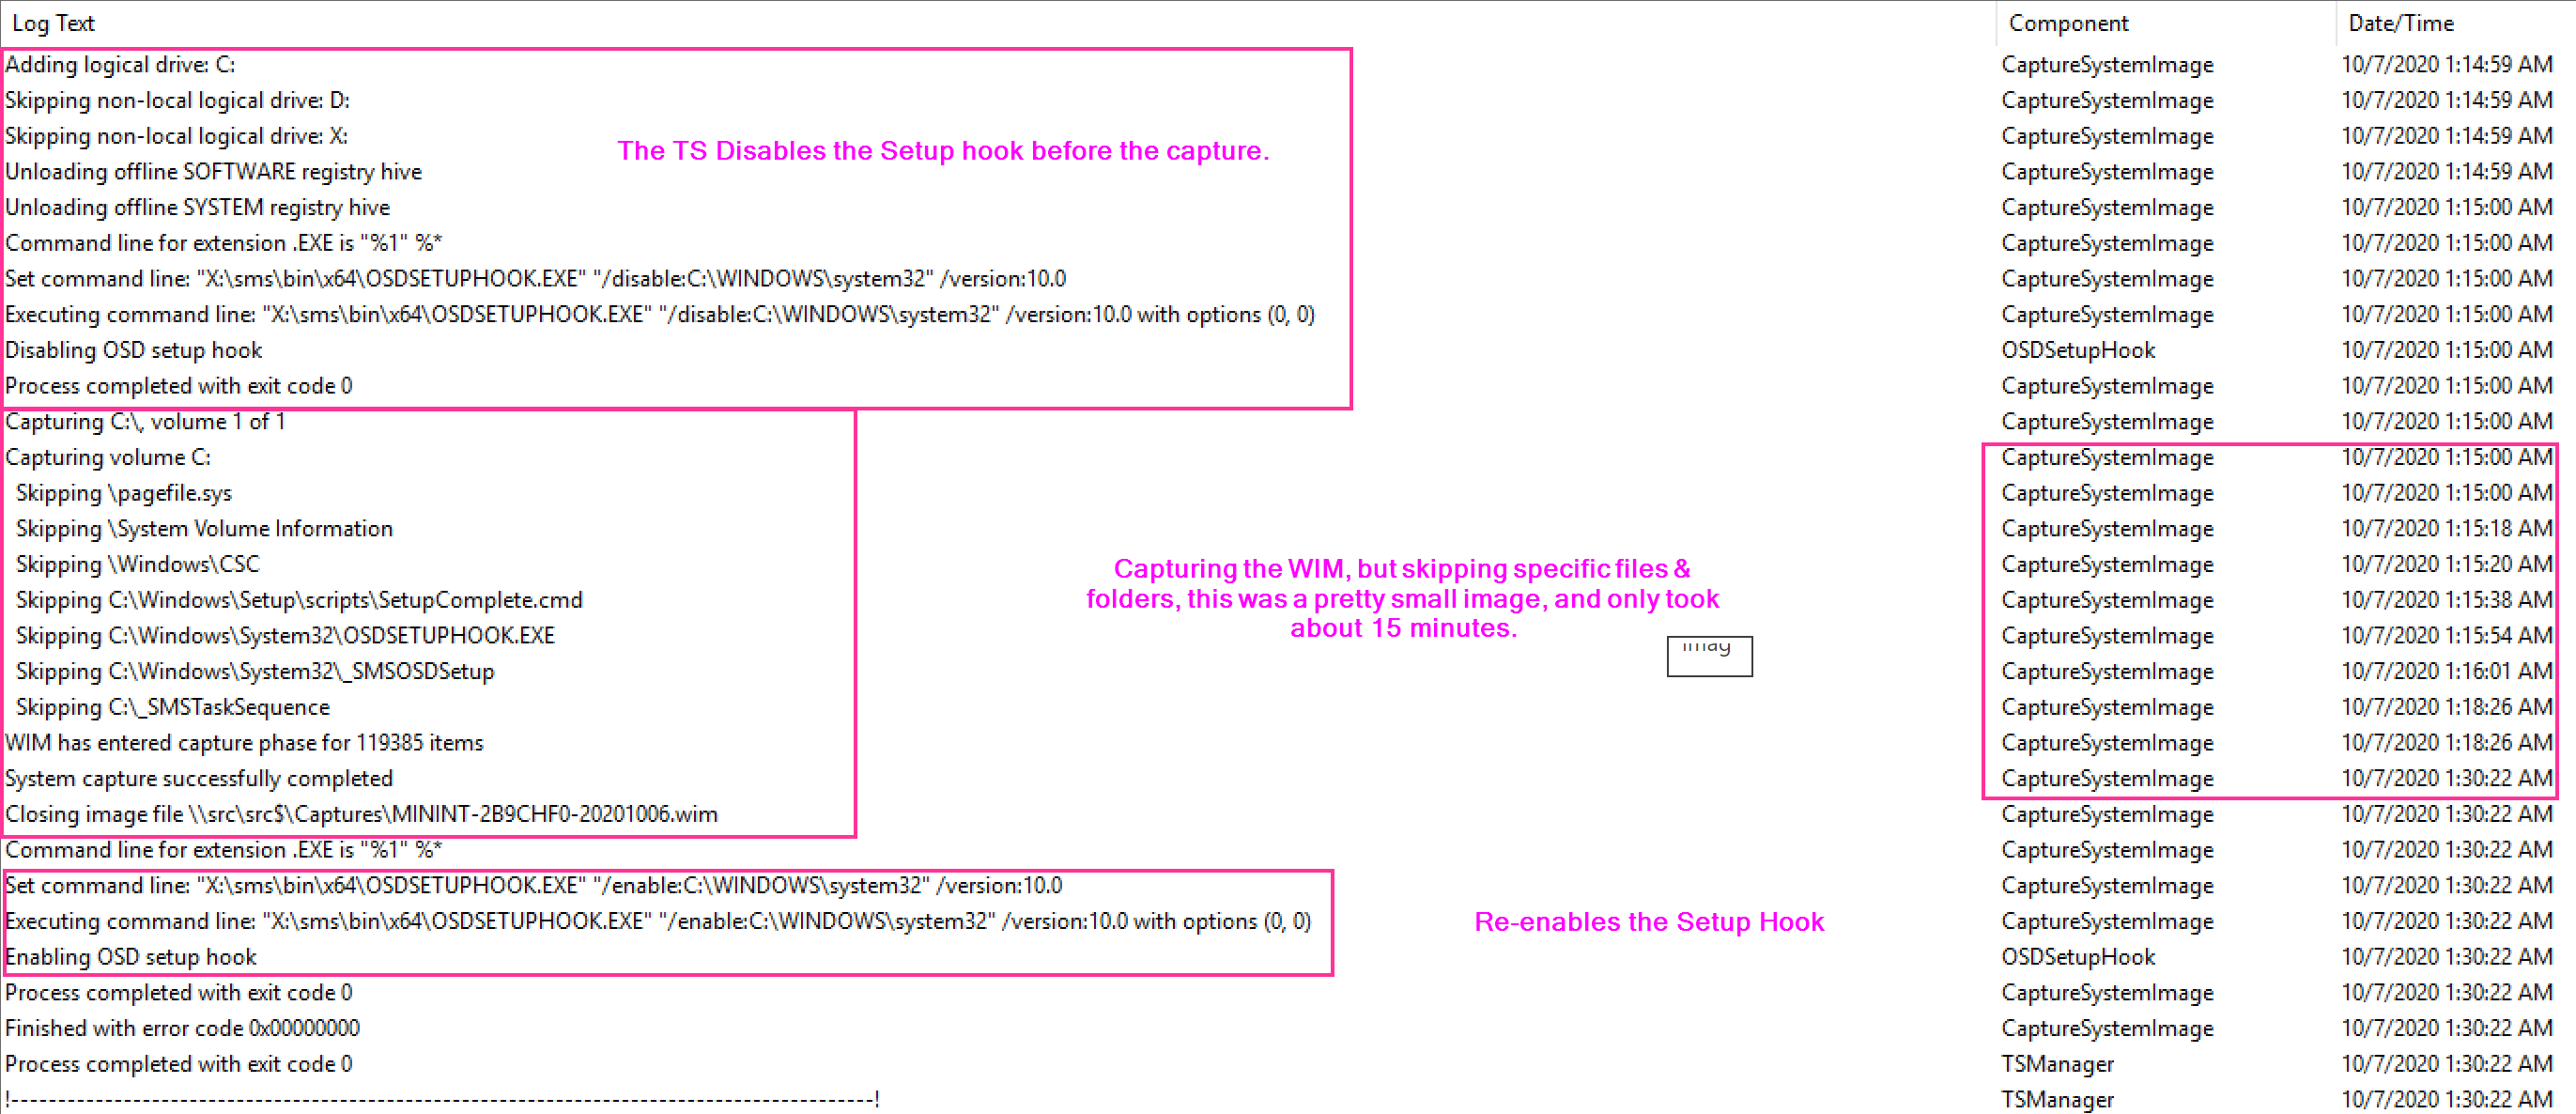 Log Text Component Date/Time
Adding logical drive: C: CaptureSystemImage 10/7/2020 1:14:59 AM
Skipping non-local logical drive: D: CaptureSystemImage 10/7/2020 1:14:59 AM
Skipping non-local logical drive: X: CaptureSystemImage 10/7/2020 1:14:59 AM
The TS Disables the Setup hook before the capture.
Unloading offline SOFTWARE registry hive CaptureSystemImage 10/7/2020 1:14:59 AM
Unloading offline SYSTEM registry hive CaptureSystemImage 10/7/2020 1:15:00 AM
Command line for extension .EXE is "%1" %* CaptureSystemImage 10/7/2020 1:15:00 AM
Set command line: "X:\sms\bin\x64\OSDSETUPHOOK.EXE" "/disable:C:\WINDOWS\system32" /version:10.0 CaptureSystemImage 10/7/2020 1:15:00 AM
Executing command line: "X:\sms\bin\x64\OSDSETUPHOOK.EXE" "/disable:C:\WINDOWS\system32" /version:10.0 with options (0, 0) CaptureSystemImage 10/7/2020 1:15:00 AM
Disabling OSD setup hook OSDSetupHook 10/7/2020 1:15:00 AM
Process completed with exit code 0 CaptureSystemImage 10/7/2020 1:15:00 AM
Capturing C:\, volume 1 of 1 CaptureSystemImage 10/7/2020 1:15:00 AM
Capturing volume C: CaptureSystemImage 10/7/2020 1:15:00 AM
Skipping \pagefile.sys CaptureSystemImage 10/7/2020 1:15:00 AM
Skipping \System Volume Information CaptureSystemImage 10/7/2020 1:15:18 AM
Skipping \Windows\CSC CaptureSystemImage 10/7/2020 1:15:20 AM
Skipping C:\Windows\Setup\scripts\SetupComplete.cmd CaptureSystemImage 10/7/2020 1:15:38 AM
Skipping C:\Windows\System32\OSDSETUPHOOK.EXE CaptureSystemImage 10/7/2020 1:15:54 AM
Capturing the WIM, but skipping specific files &
folders, this was a pretty small image, and only took
about 15 minutes.
imag
Skipping C:\Windows\System32\_SMSOSDSetup CaptureSystemImage 10/7/2020 1:16:01 AM
Skipping C:\_SMSTaskSequence CaptureSystemImage 10/7/2020 1:18:26 AM
WIM has entered capture phase for 119385 items CaptureSystemImage 10/7/2020 1:18:26 AM
System capture successfully completed CaptureSystemImage 10/7/2020 1:30:22 AM
Closing image file \\src\src$\Captures\MININT-2B9CHF0-20201006.wim CaptureSystemImage 10/7/2020 1:30:22 AM
Command line for extension .EXE is "%1" %* CaptureSystemImage 10/7/2020 1:30:22 AM
Set command line: "X:\sms\bin\x64\OSDSETUPHOOK.EXE" "/enable:C:\WINDOWS\system32" /version:10.0 CaptureSystemImage 10/7/2020 1:30:22 AM
Executing command line: "X:\sms\bin\x64\OSDSETUPHOOK.EXE" "/enable:C:\WINDOWS\system32" /version:10.0 with options (0, 0) CaptureSystemImage 10/7/2020 1:30:22 AM
Re-enables the Setup Hook
Enabling OSD setup hook OSDSetupHook 10/7/2020 1:30:22 AM
Process completed with exit code 0 CaptureSystemImage 10/7/2020 1:30:22 AM
Finished with error code 0x00000000 CaptureSystemImage 10/7/2020 1:30:22 AM
Process completed with exit code 0 TSManager 10/7/2020 1:30:22 AM
!--------------------------------------------------------------------------------------------! TSManager 10/7/2020 1:30:22 AM